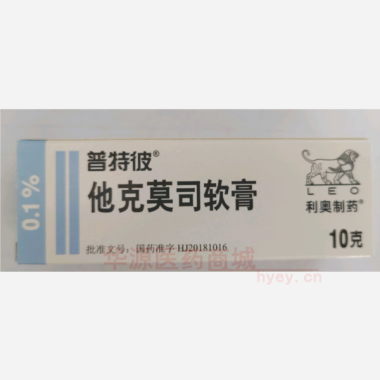 0.1%
普特彼®
他克莫司软膏
批准文号：国药准字 HJ20181016
LEO
利奥制药®
10克
华源医药商城
hyey.cn